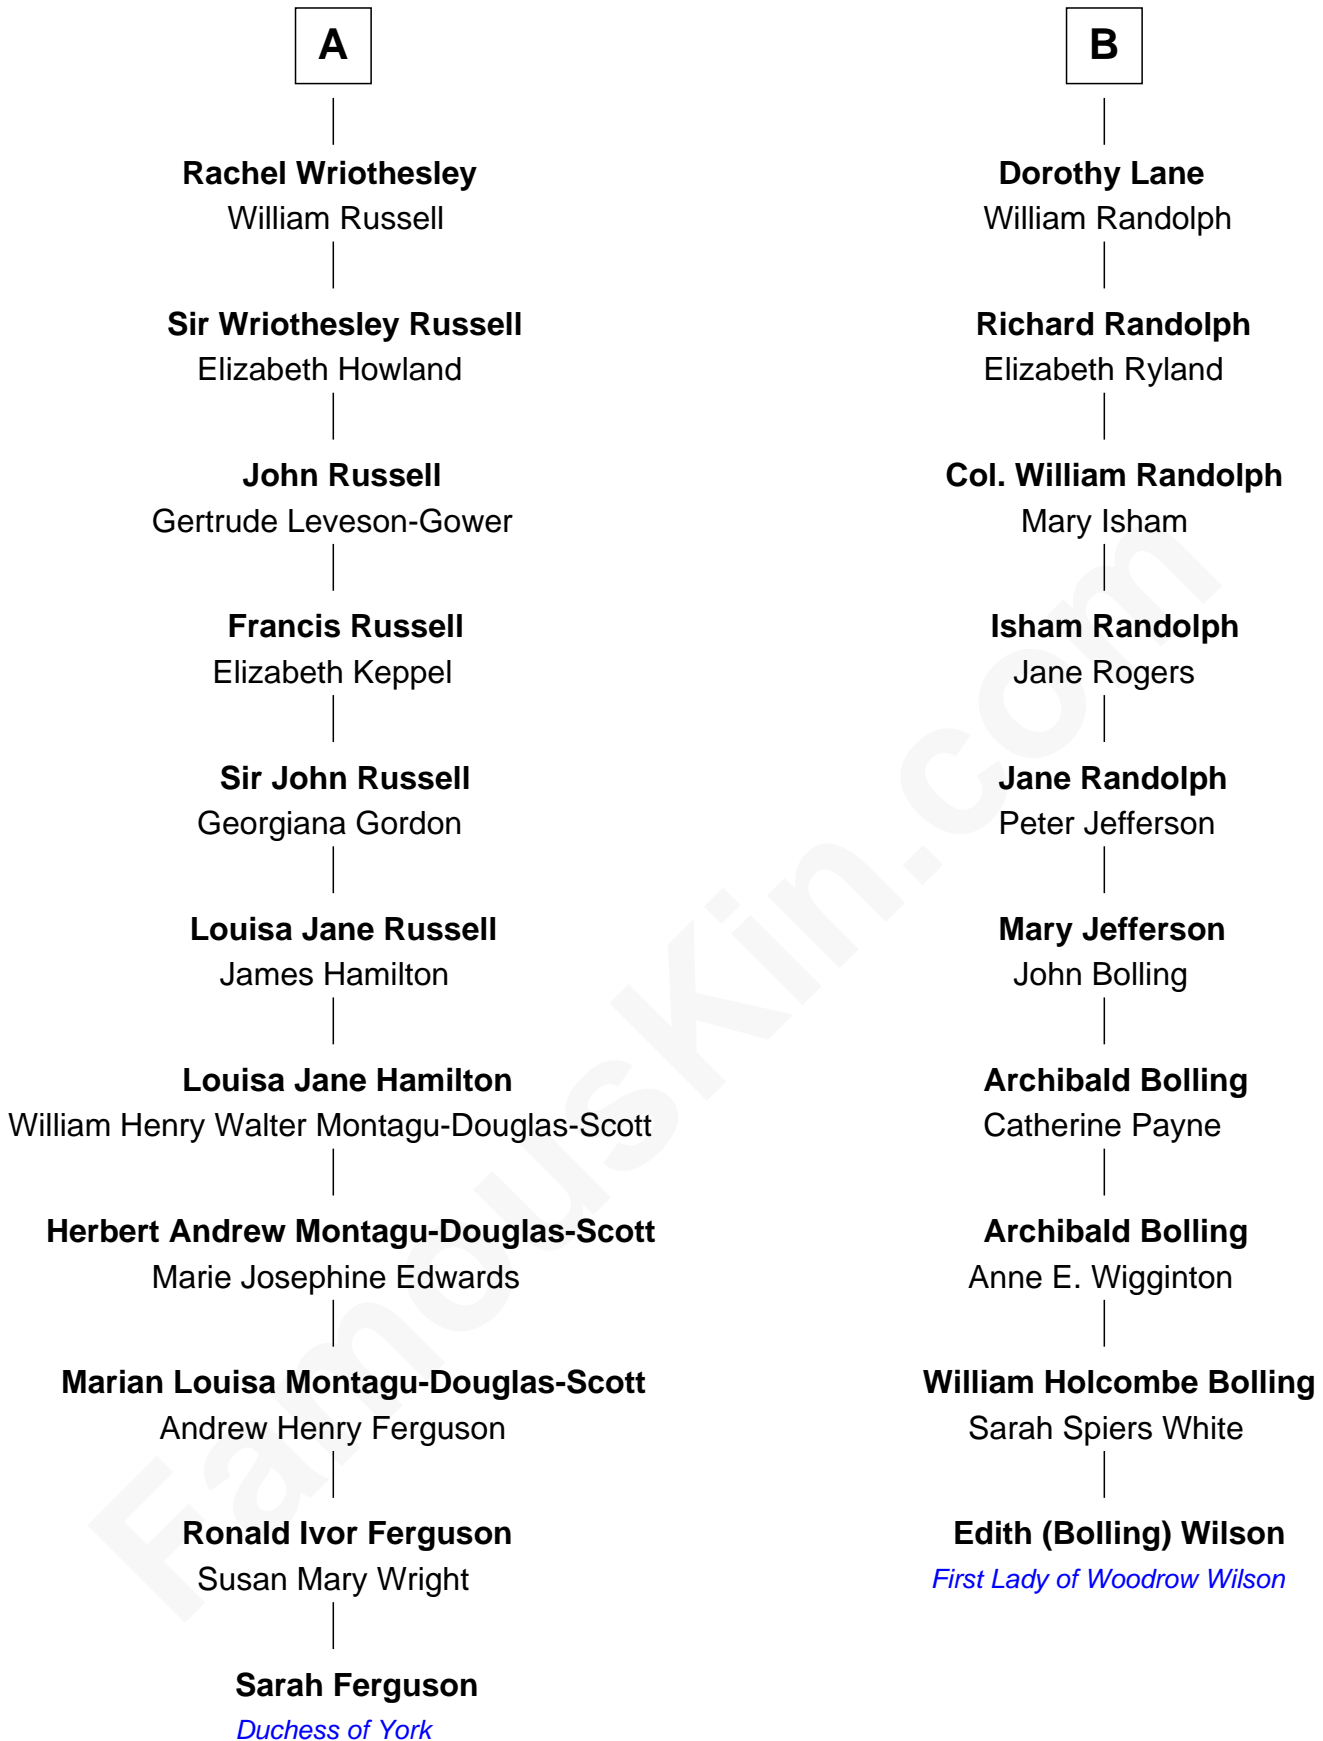 A
Rachel Wriothesley
William Russell
Sir Wriothesley Russell
Elizabeth Howland
John Russell
Gertrude Leveson-Gower
Francis Russell
Elizabeth Keppel
Sir John Russell
Georgiana Gordon
Louisa Jane Russell
James Hamilton
Louisa Jane Hamilton
William Henry Walter Montagu-Douglas-Scott
Herbert Andrew Montagu-Douglas-Scott
Marie Josephine Edwards
Marian Louisa Montagu-Douglas-Scott
Andrew Henry Ferguson
Ronald Ivor Ferguson
Susan Mary Wright
Sarah Ferguson
Duchess of York
B
Dorothy Lane
William Randolph
Richard Randolph
Elizabeth Ryland
Col. William Randolph
Mary Isham
Isham Randolph
Jane Rogers
Jane Randolph
Peter Jefferson
Mary Jefferson
John Bolling
Archibald Bolling
Catherine Payne
Archibald Bolling
Anne E. Wigginton
William Holcombe Bolling
Sarah Spiers White
Edith (Bolling) Wilson
First Lady of Woodrow Wilson
FamousKin.com